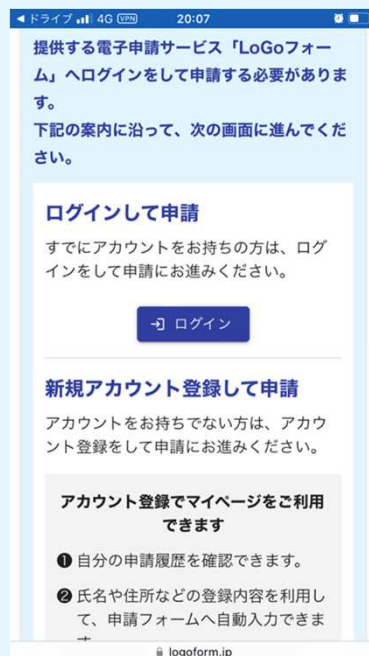 ◀ドライブ 4G VPN 20:07
提供する電子申請サービス「LoGoフォー
ム」へログインをして申請する必要がありま
す。
下記の案内に沿って、次の画面に進んでくだ
さい。
ログインして申請
すでにアカウントをお持ちの方は、ログ
インをして申請にお進みください。
ログイン
新規アカウント登録して申請
アカウントをお持ちでない方は、アカウ
ント登録をして申請にお進みください。
アカウント登録でマイページをご利用
できます
❶ 自分の申請履歴を確認できます。
❷ 氏名や住所などの登録内容を利用し
て、申請フォームへ自動入力できま
logoform.jp